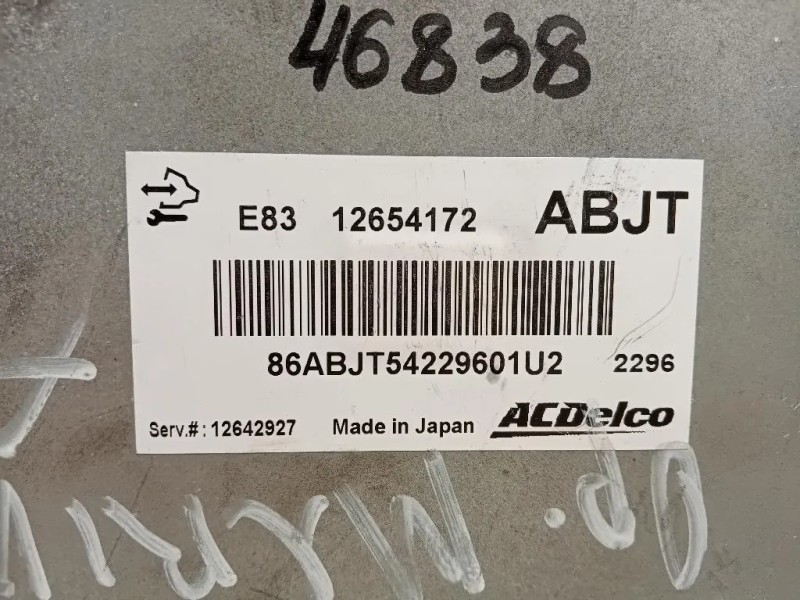 46838
E83 12654172 ABJT
86ABJT54229601U2 2296
Serv.#: 12642927 Made in Japan ACDelco